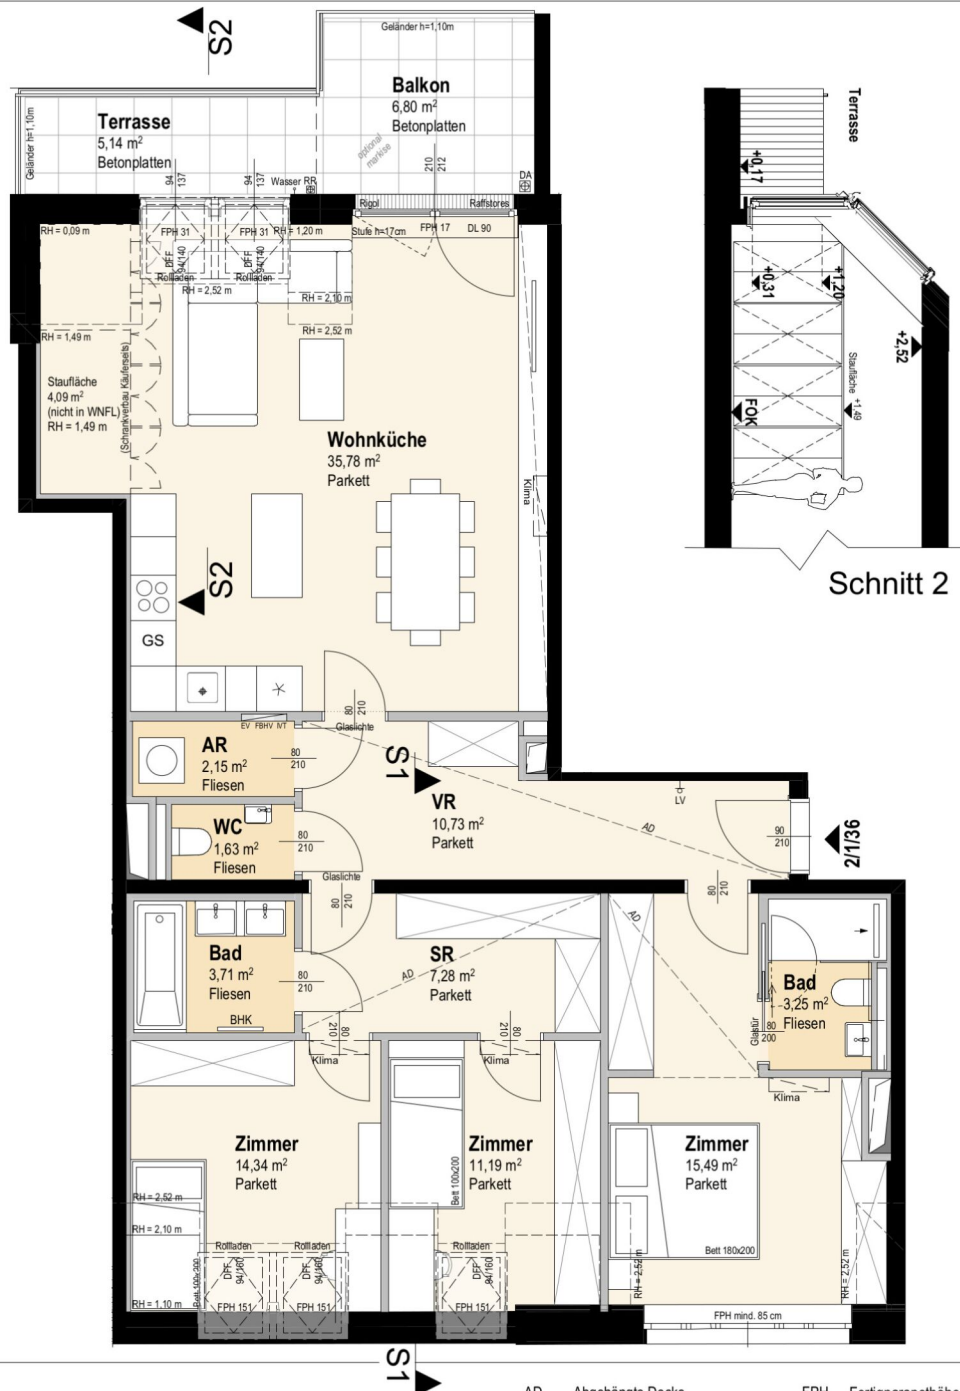 S2
Geländer h=1,10m
Balkon
6,80 m²
Betonplatten
Terrasse
5,14 m²
Betonplatten
Geländer h=1,10m
optional
markise
94
137
94
137
210
212
Wasser RR
DA
Rigol
Raffstores
RH = 0,09 m
FPH 31
FPH 31
RH = 1,20 m
Stufe h=17cm
FPH 17
DL 90
DFF
94/140
DFF
94/140
Rollladen
Rollladen
RH = 2,52 m
RH = 2,10 m
RH = 2,52 m
RH = 1,49 m
(Schrankverbau Käuferseits)
Staufläche
4,09 m²
(nicht in WNFL)
RH = 1,49 m
Wohnküche
35,78 m²
Parkett
Klima
S2
GS
Terrasse
+0,17
+0,31
+1,20
+2,52
Staufläche +1,49
FOK
Schnitt 2
80
210
EV FBHV IVT
Glaslichte
AR
2,15 m²
Fliesen
80
210
S1
VR
10,73 m²
Parkett
LV
AD
90
210
2/1/36
WC
1,63 m²
Fliesen
80
210
Glaslichte
80
210
80
210
Bad
3,71 m²
Fliesen
BHK
80
210
SR
7,28 m²
Parkett
AD
AD
Bad
3,25 m²
Fliesen
Glastür
80
200
80
210
80
210
Klima
Klima
Klima
Zimmer
14,34 m²
Parkett
Zimmer
11,19 m²
Parkett
Zimmer
15,49 m²
Parkett
Bett 100x200
Bett 180x200
RH = 2,52 m
RH = 2,10 m
RH = 1,10 m
Bett 100x200
Rollladen
Rollladen
Rollladen
DFF
94/160
DFF
94/160
DFF
94/160
FPH 151
FPH 151
FPH 151
RH = 2,52 m
RH = 2,52 m
FPH mind. 85 cm
S1
AD